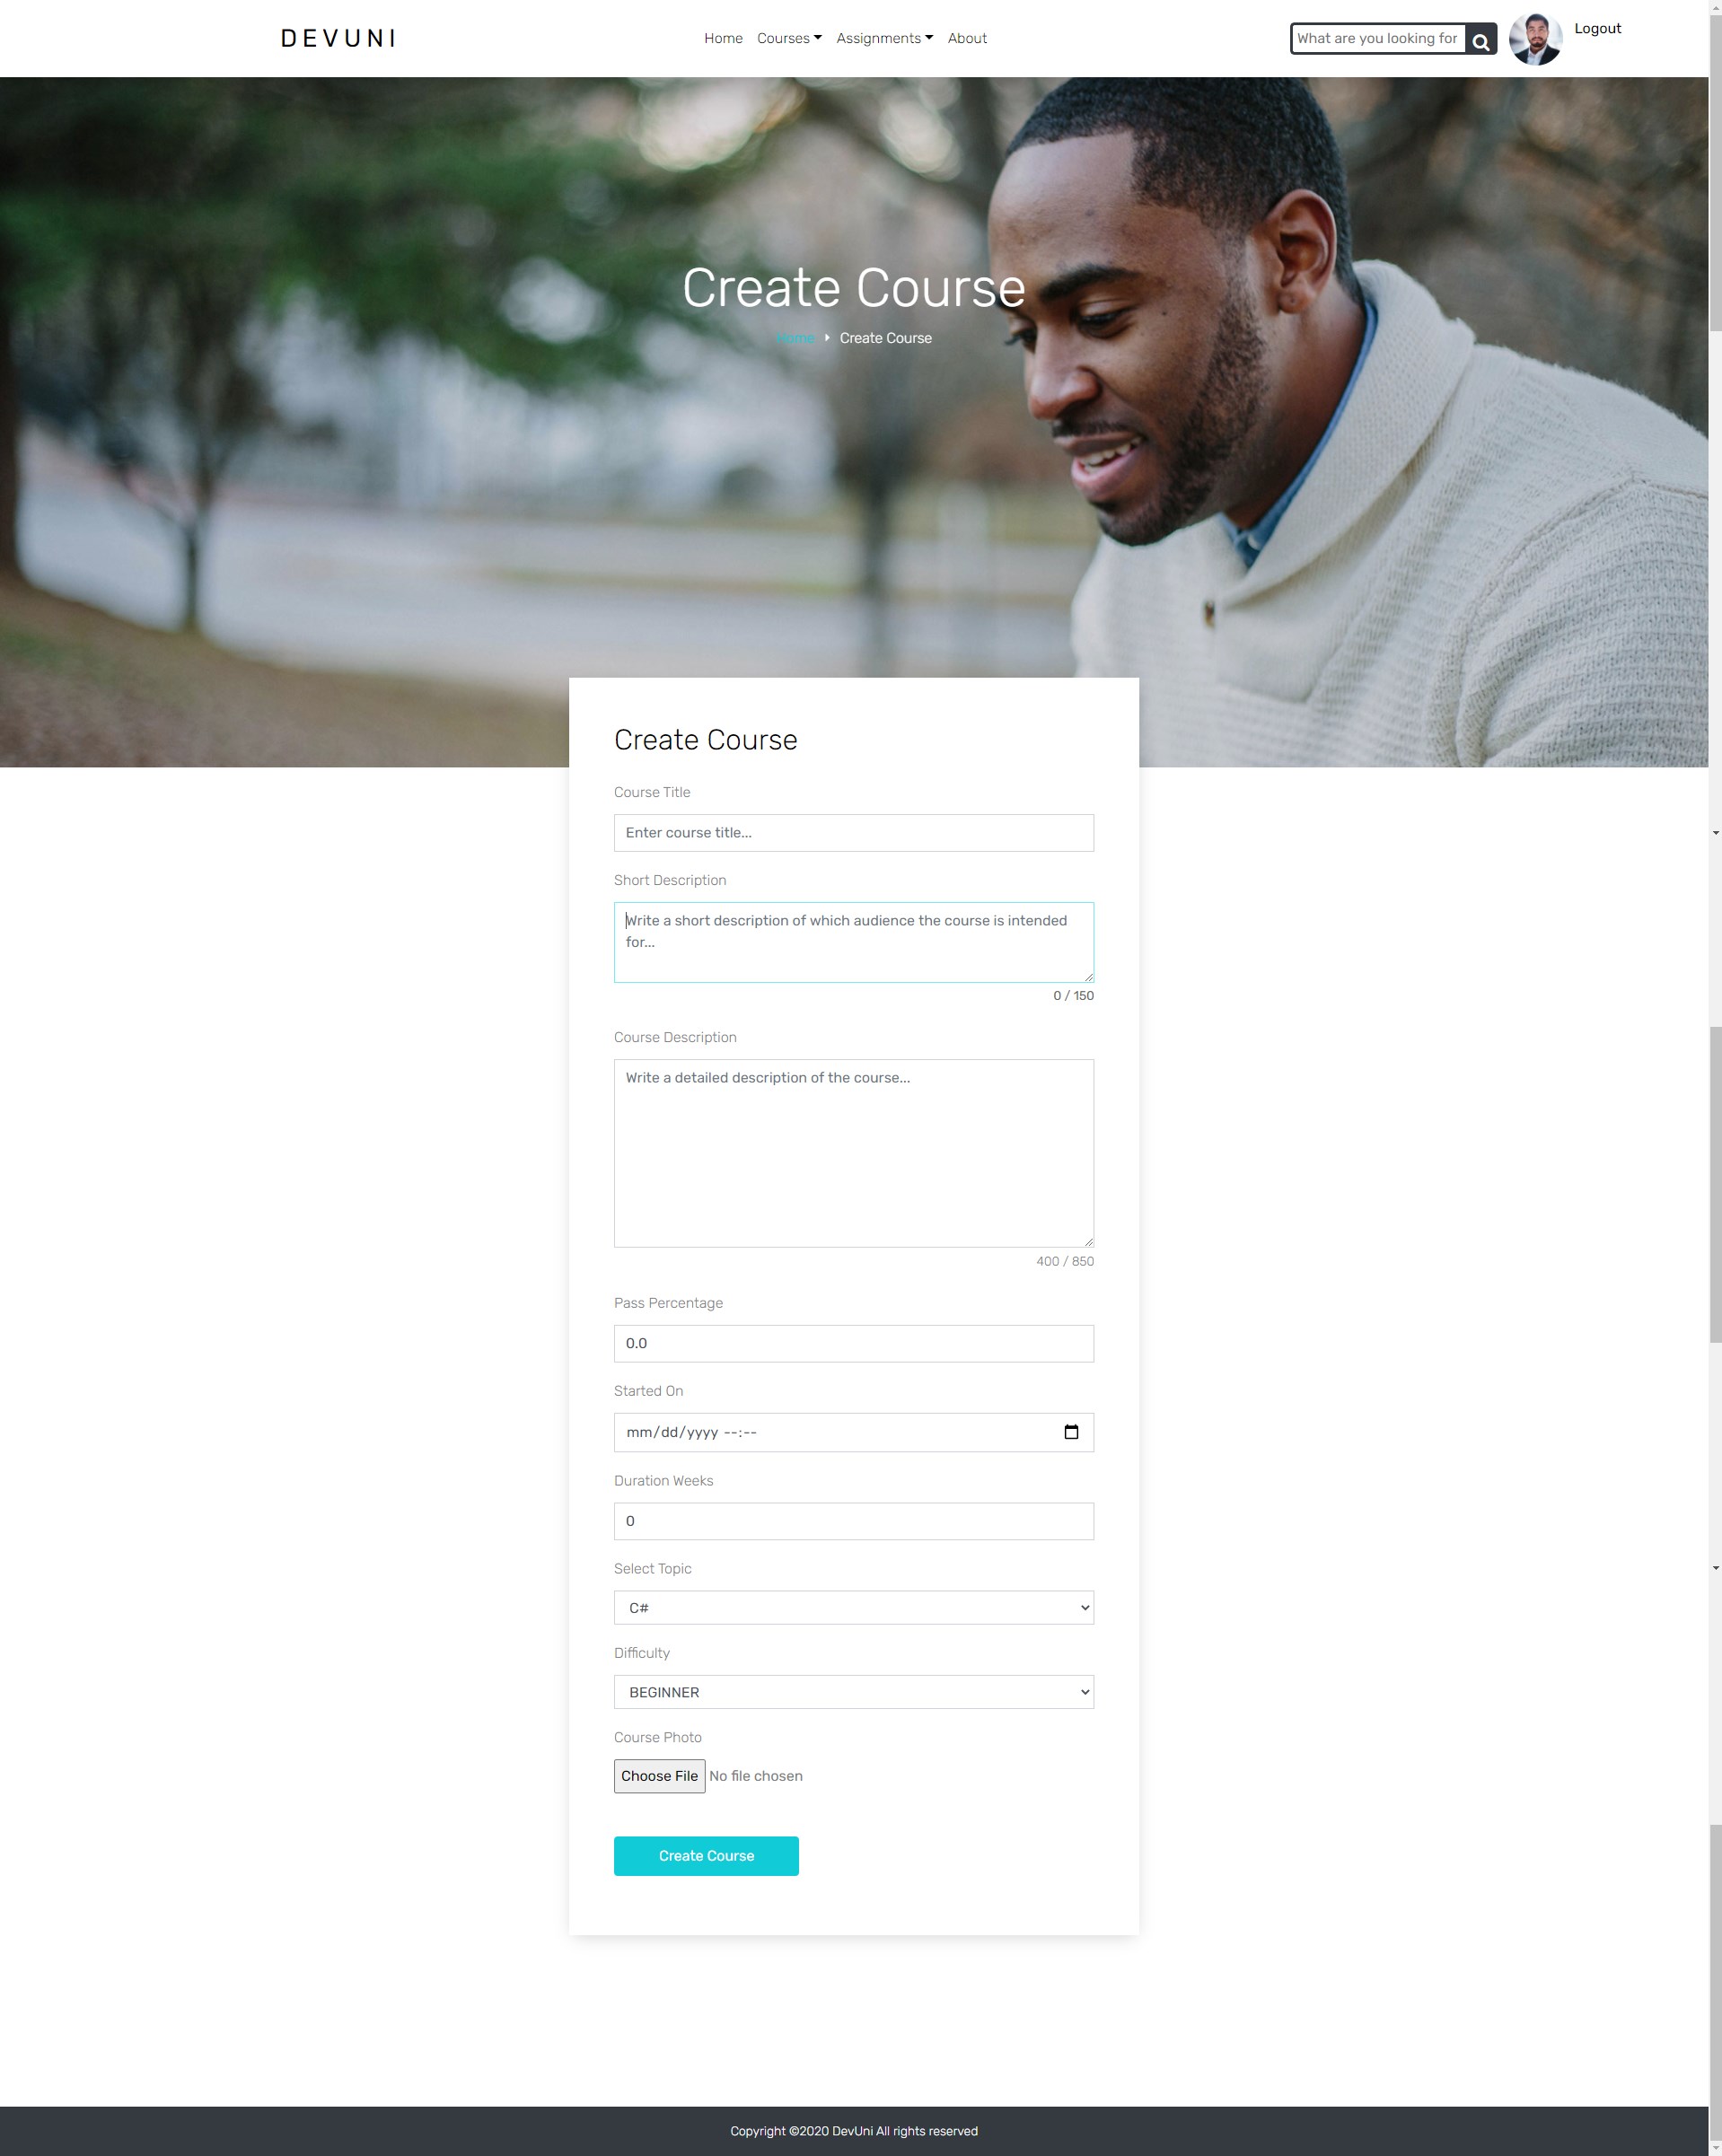 DEVUNI
Home Courses Assignments About
What are you looking for
Logout
Create Course
Home Create Course
Create Course
Course Title
Enter course title...
Short Description
Write a short description of which audience the course is intended
for...
0 / 150
Course Description
Write a detailed description of the course...
400 / 850
Pass Percentage
0.0
Started On
mm/dd/yyyy --:--
Duration Weeks
0
Select Topic
C#
Difficulty
BEGINNER
Course Photo
Choose File No file chosen
Create Course
Copyright ©2020 DevUni All rights reserved